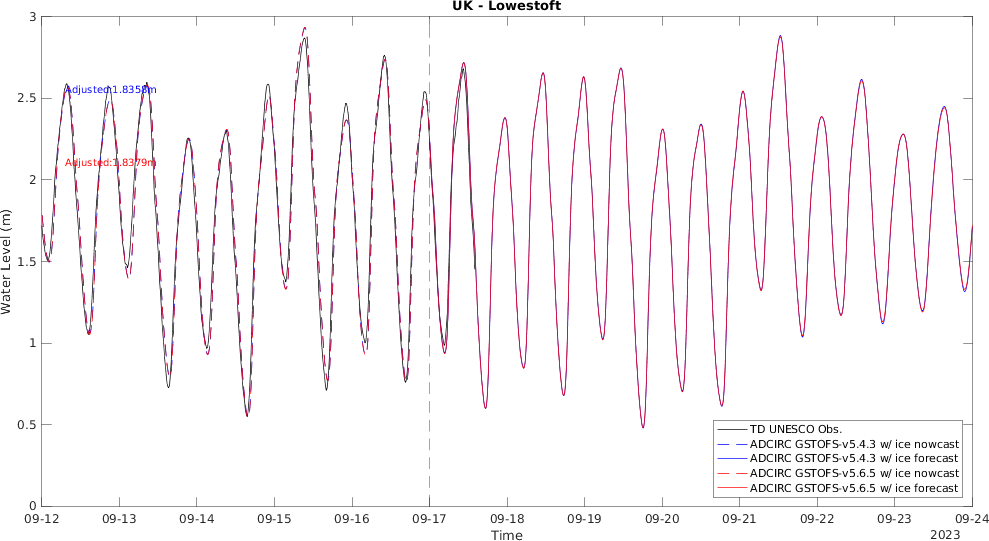 UK - Lowestoft
3
2.5
2
1.5
1
0.5
0
Water Level (m)
Adjusted:1.8358m
Adjusted:1.8379m
TD UNESCO Obs.
ADCIRC GSTOFS-v5.4.3 w/ ice nowcast
ADCIRC GSTOFS-v5.4.3 w/ ice forecast
ADCIRC GSTOFS-v5.6.5 w/ ice nowcast
ADCIRC GSTOFS-v5.6.5 w/ ice forecast
09-12 09-13 09-14 09-15 09-16 09-17 09-18 09-19 09-20 09-21 09-22 09-23 09-24
Time
2023